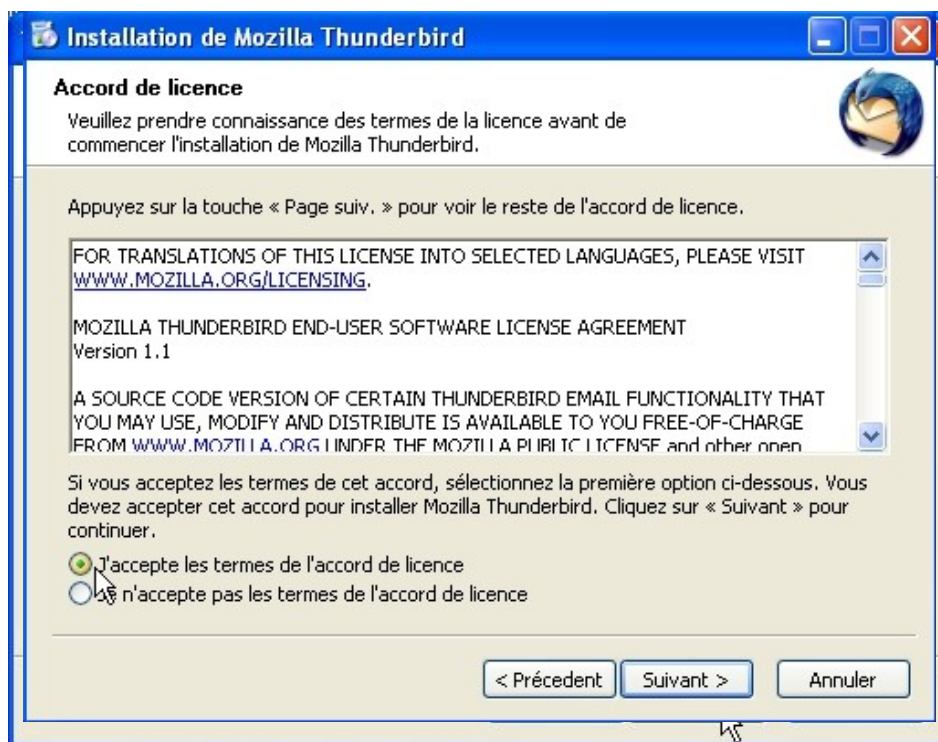 Installation de Mozilla Thunderbird
Accord de licence
Veuillez prendre connaissance des termes de la licence avant de
commencer l'installation de Mozilla Thunderbird.
Appuyez sur la touche « Page suiv. » pour voir le reste de l'accord de licence.
FOR TRANSLATIONS OF THIS LICENSE INTO SELECTED LANGUAGES, PLEASE VISIT
WWW.MOZILLA.ORG/LICENSING.
MOZILLA THUNDERBIRD END-USER SOFTWARE LICENSE AGREEMENT
Version 1.1
A SOURCE CODE VERSION OF CERTAIN THUNDERBIRD EMAIL FUNCTIONALITY THAT
YOU MAY USE, MODIFY AND DISTRIBUTE IS AVAILABLE TO YOU FREE-OF-CHARGE
FROM WWW.MOZILLA.ORG UNDER THE MOZILLA PUBLIC LICENSE and other open
Si vous acceptez les termes de cet accord, sélectionnez la première option ci-dessous. Vous
devez accepter cet accord pour installer Mozilla Thunderbird. Cliquez sur « Suivant » pour
continuer.
J'accepte les termes de l'accord de licence
Je n'accepte pas les termes de l'accord de licence
< Précedent
Suivant >
Annuler